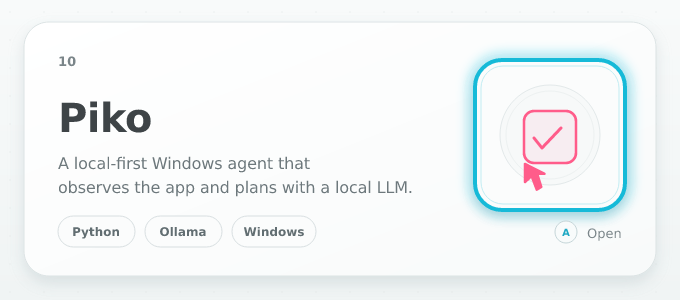 10
Piko
A local-first Windows agent that
observes the app and plans with a local LLM.
Python Ollama Windows
A Open